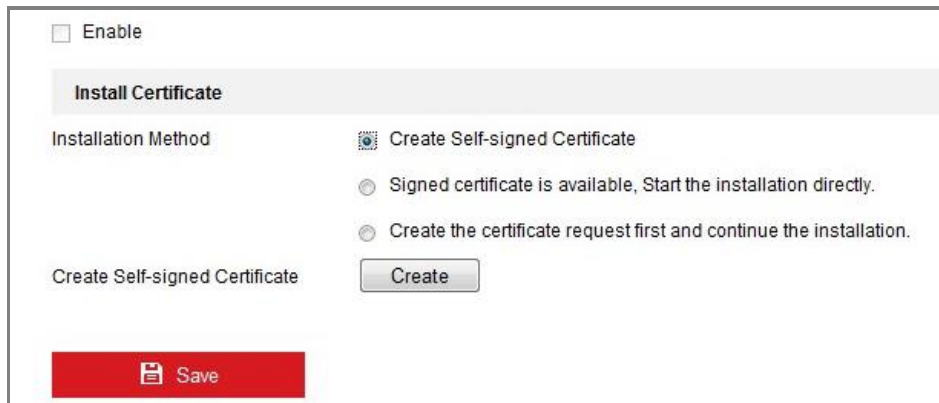 Enable
Install Certificate
Installation Method
Create Self-signed Certificate
Signed certificate is available, Start the installation directly.
Create the certificate request first and continue the installation.
Create Self-signed Certificate
Create
Save